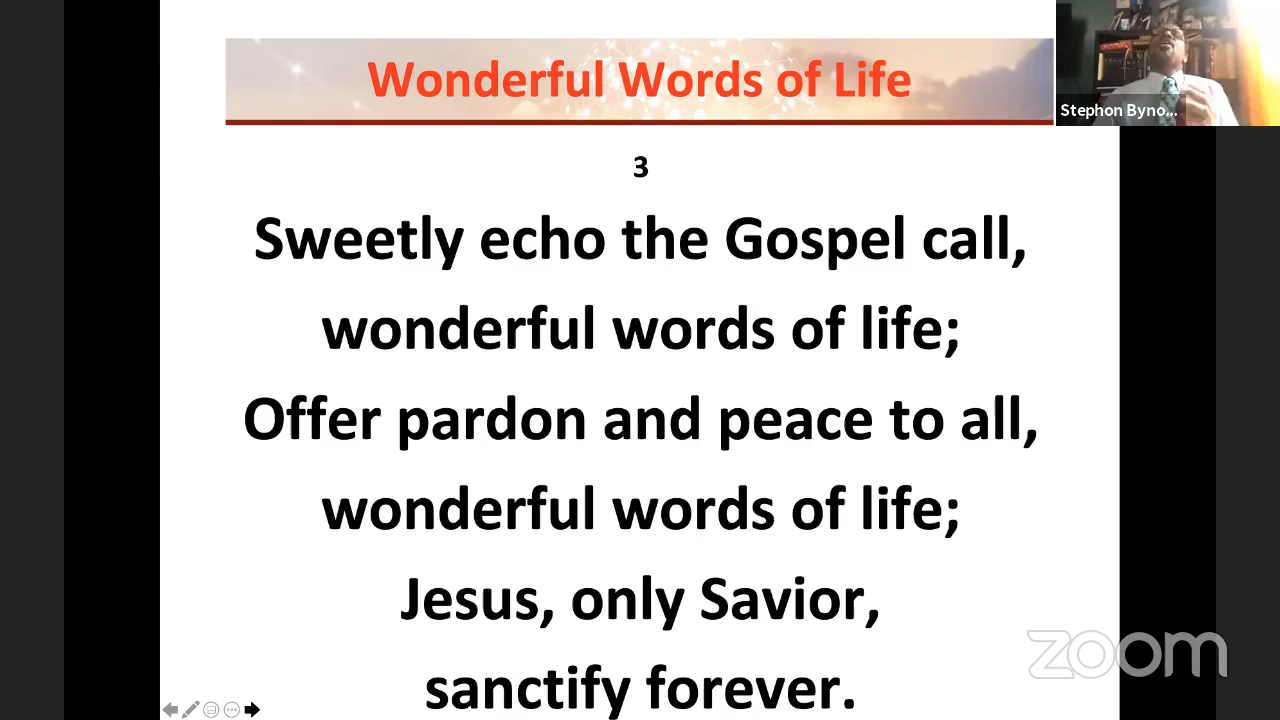 Wonderful Words of Life
Stephon Byno...
3
Sweetly echo the Gospel call,
wonderful words of life;
Offer pardon and peace to all,
wonderful words of life;
Jesus, only Savior,
sanctify forever.
zoom